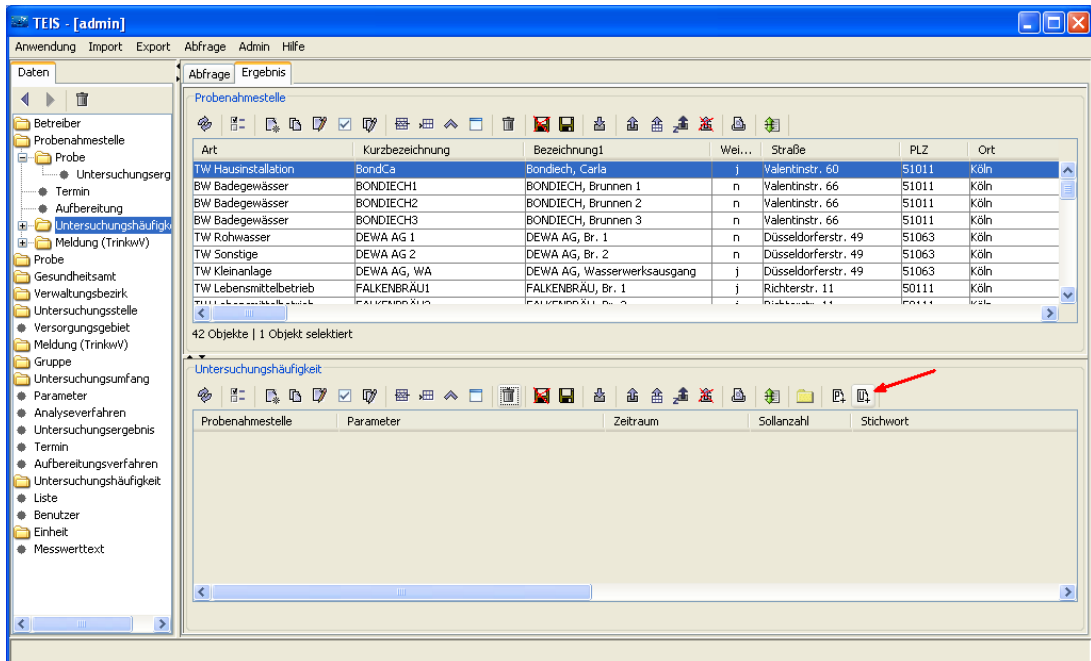 TEIS - [admin]
Anwendung Import Export Abfrage Admin Hilfe
Daten
Betreiber
Probenahmestelle
Probe
Untersuchungserg
Termin
Aufbereitung
Untersuchungshäufigk
Meldung (TrinkwV)
Probe
Gesundheitsamt
Verwaltungsbezirk
Untersuchungsstelle
Versorgungsgebiet
Meldung (TrinkwV)
Gruppe
Untersuchungsumfang
Parameter
Analyseverfahren
Untersuchungsergebnis
Termin
Aufbereitungsverfahren
Untersuchungshäufigkeit
Liste
Benutzer
Einheit
Messwerttext
Abfrage Ergebnis
Probenahmestelle
Art Kurzbezeichnung Bezeichnung1 Wei... Straße PLZ Ort
TW Hausinstallation BondCa Bondiech, Carla j Valentinstr. 60 51011 Köln
BW Badegewässer BONDIECH1 BONDIECH, Brunnen 1 n Valentinstr. 66 51011 Köln
BW Badegewässer BONDIECH2 BONDIECH, Brunnen 2 n Valentinstr. 66 51011 Köln
BW Badegewässer BONDIECH3 BONDIECH, Brunnen 3 n Valentinstr. 66 51011 Köln
TW Rohwasser DEWA AG 1 DEWA AG, Br. 1 n Düsseldorferstr. 49 51063 Köln
TW Sonstige DEWA AG 2 DEWA AG, Br. 2 n Düsseldorferstr. 49 51063 Köln
TW Kleinanlage DEWA AG, WA DEWA AG, Wasserwerksausgang j Düsseldorferstr. 49 51063 Köln
TW Lebensmittelbetrieb FALKENBRÄU1 FALKENBRÄU, Br. 1 j Richterstr. 11 50111 Köln
42 Objekte | 1 Objekt selektiert
Untersuchungshäufigkeit
Probenahmestelle Parameter Zeitraum Sollanzahl Stichwort